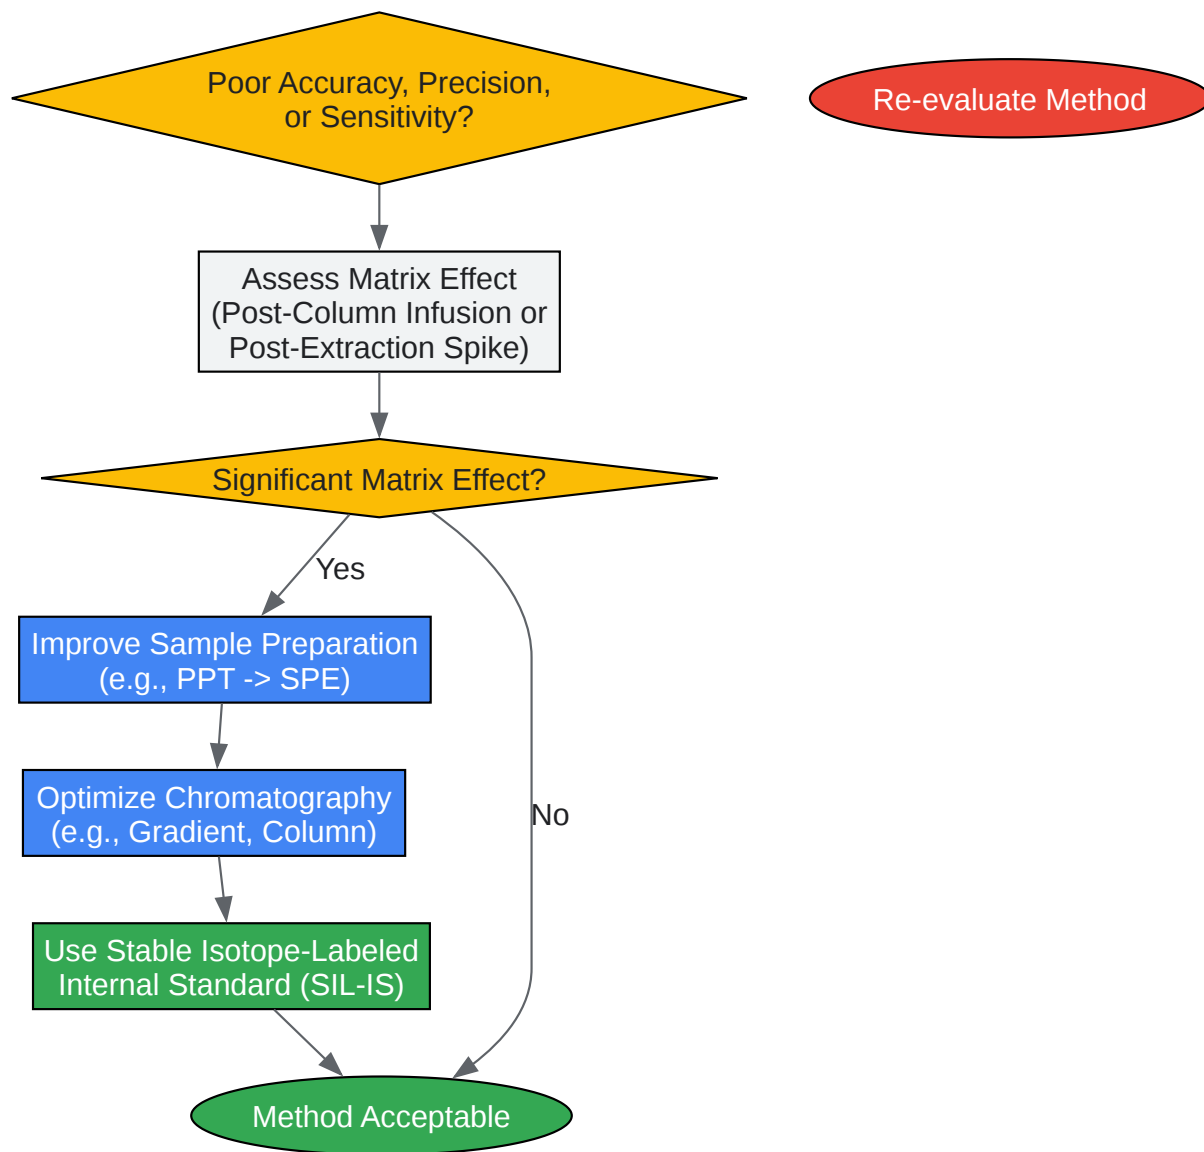 Poor Accuracy, Precision,
or Sensitivity?
Re-evaluate Method
Assess Matrix Effect
(Post-Column Infusion or
Post-Extraction Spike)
Significant Matrix Effect?
Yes
Improve Sample Preparation
(e.g., PPT -> SPE)
Optimize Chromatography
(e.g., Gradient, Column)
No
Use Stable Isotope-Labeled
Internal Standard (SIL-IS)
Method Acceptable